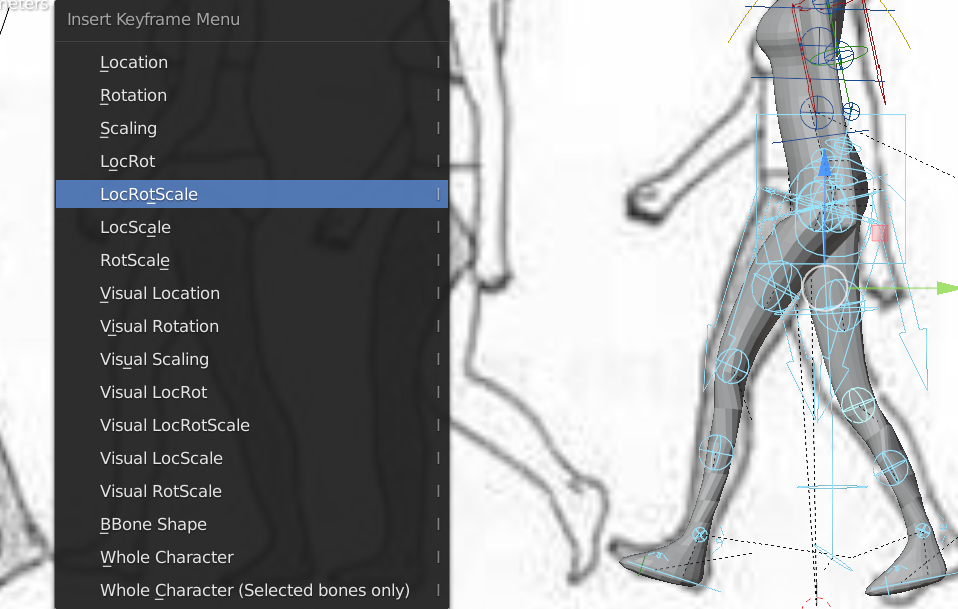 meters
Insert Keyframe Menu
Location I
Rotation I
Scaling I
LocRot I
LocRotScale I
LocScale I
RotScale I
Visual Location I
Visual Rotation I
Visual Scaling I
Visual LocRot I
Visual LocRotScale I
Visual LocScale I
Visual RotScale I
BBone Shape I
Whole Character I
Whole Character (Selected bones only) I